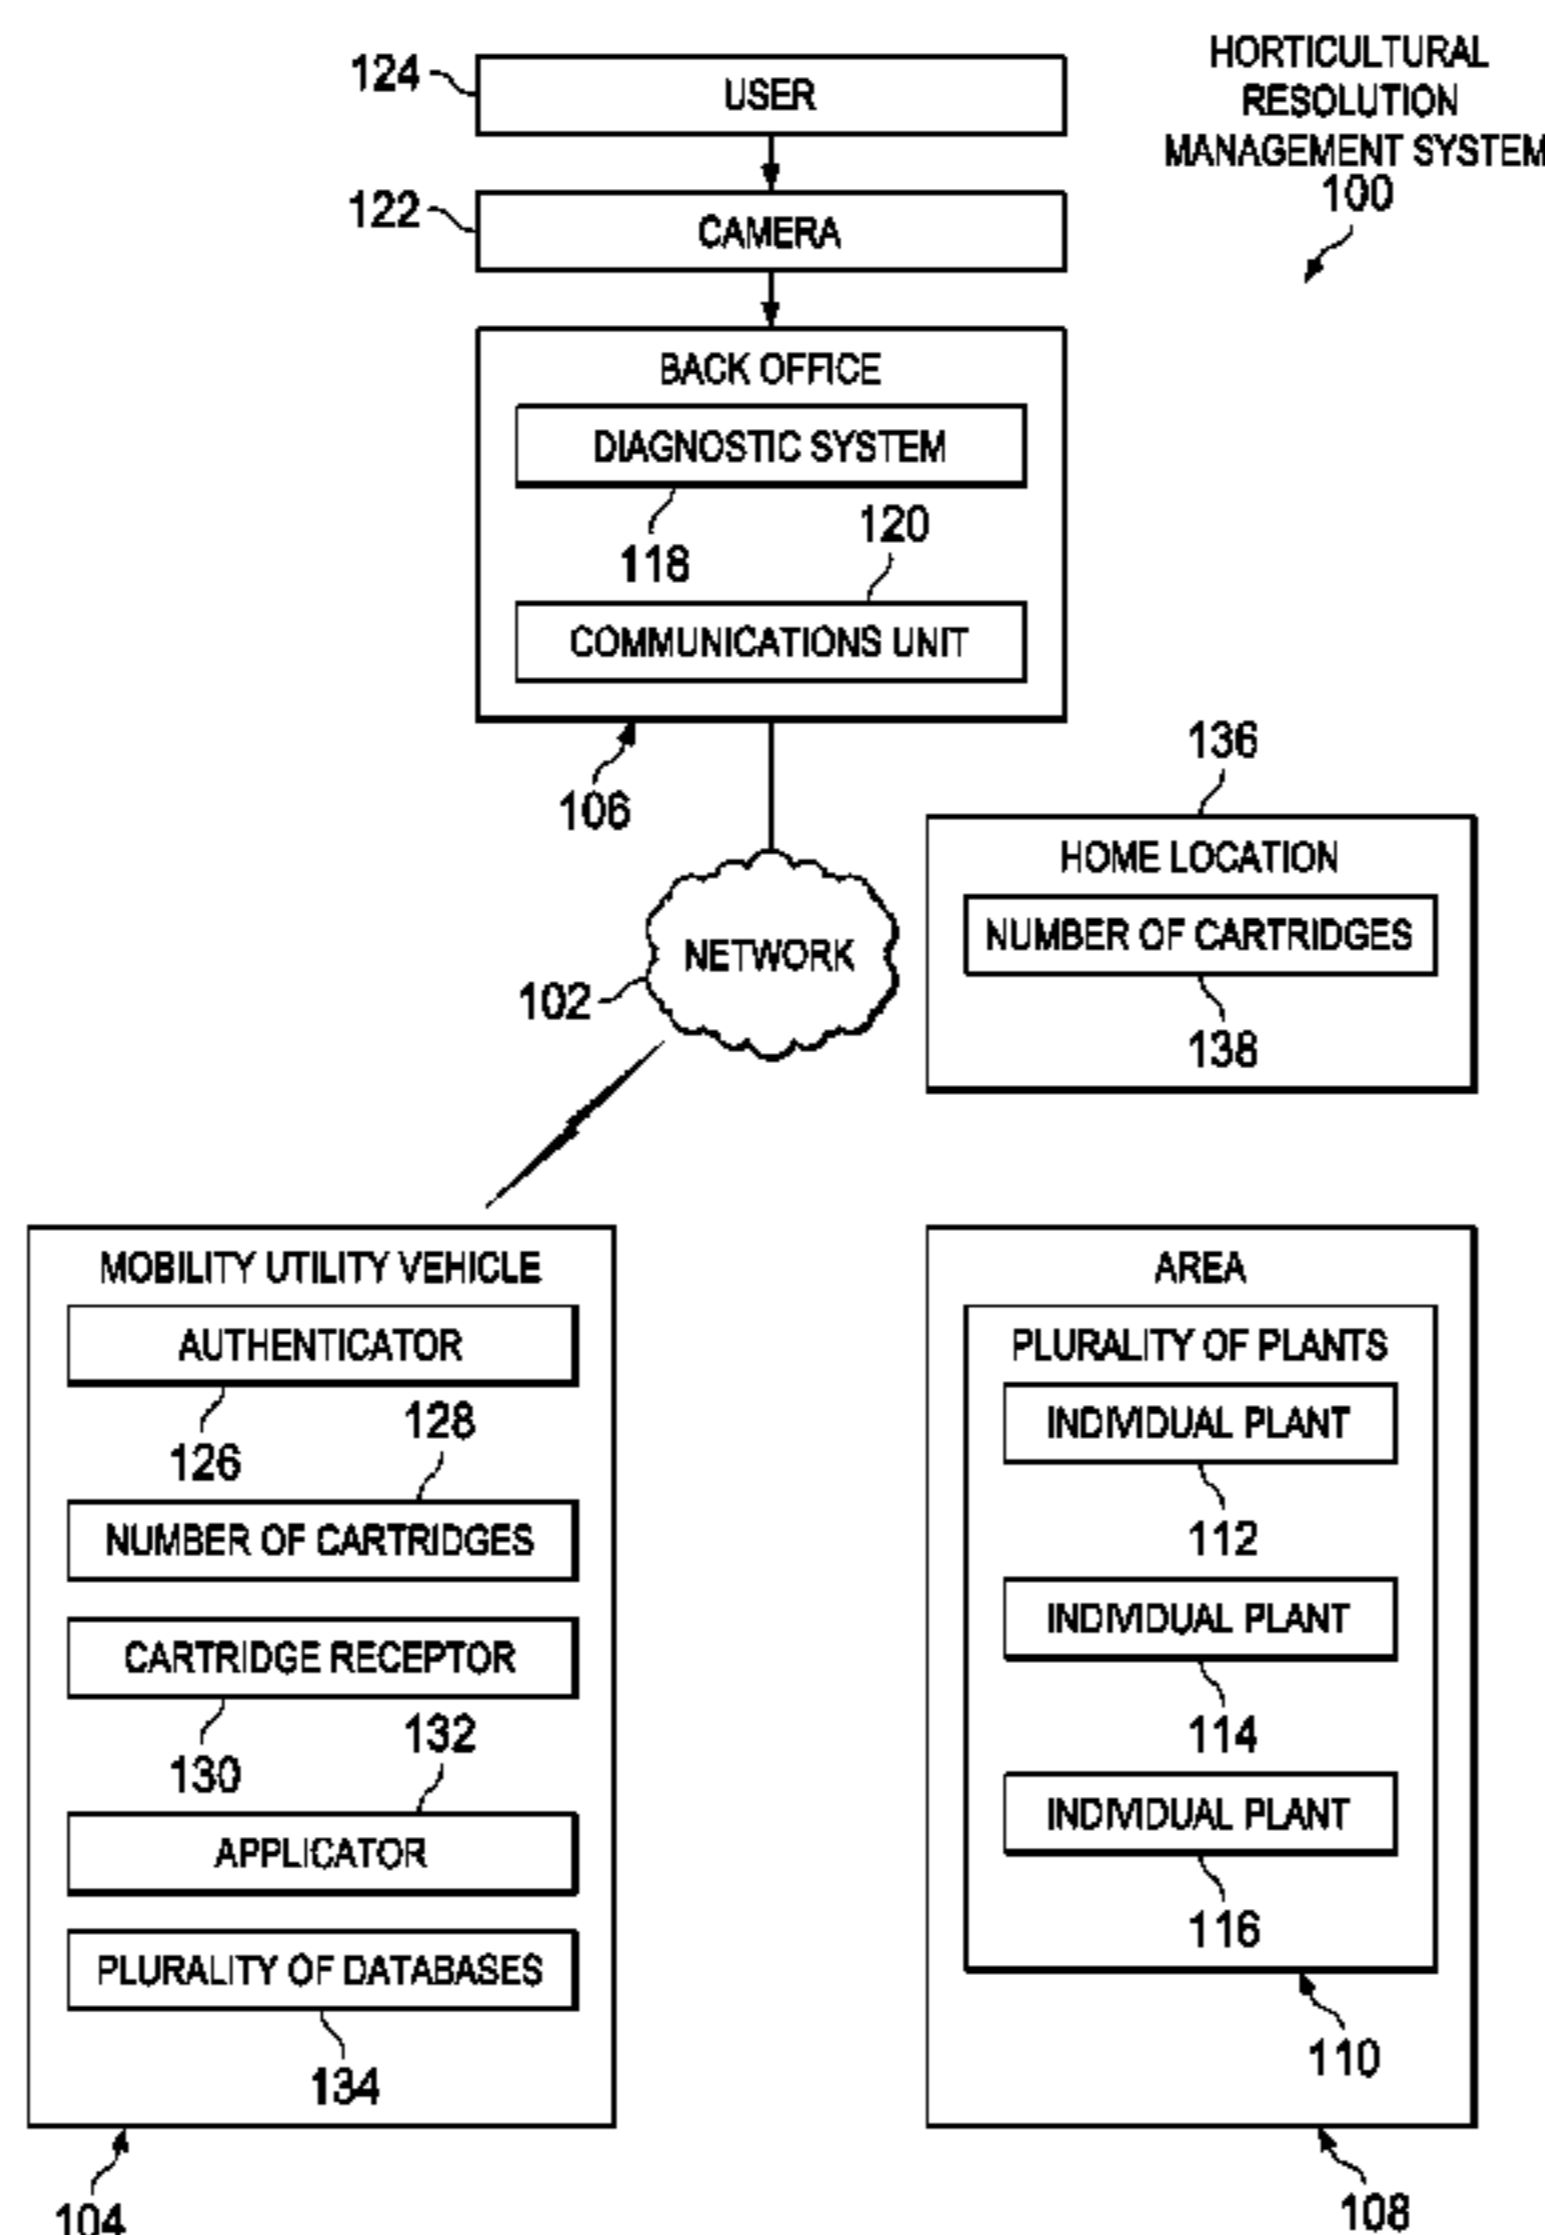 HORTICULTURAL
RESOLUTION
MANAGEMENT SYSTEM
100
124
USER
122
CAMERA
BACK OFFICE
DIAGNOSTIC SYSTEM
118
120
COMMUNICATIONS UNIT
106
136
HOME LOCATION
NUMBER OF CARTRIDGES
138
NETWORK
102
MOBILITY UTILITY VEHICLE
AUTHENTICATOR
126
128
NUMBER OF CARTRIDGES
CARTRIDGE RECEPTOR
130
132
APPLICATOR
PLURALITY OF DATABASES
134
104
AREA
PLURALITY OF PLANTS
INDIVIDUAL PLANT
112
INDIVIDUAL PLANT
114
INDIVIDUAL PLANT
116
110
108